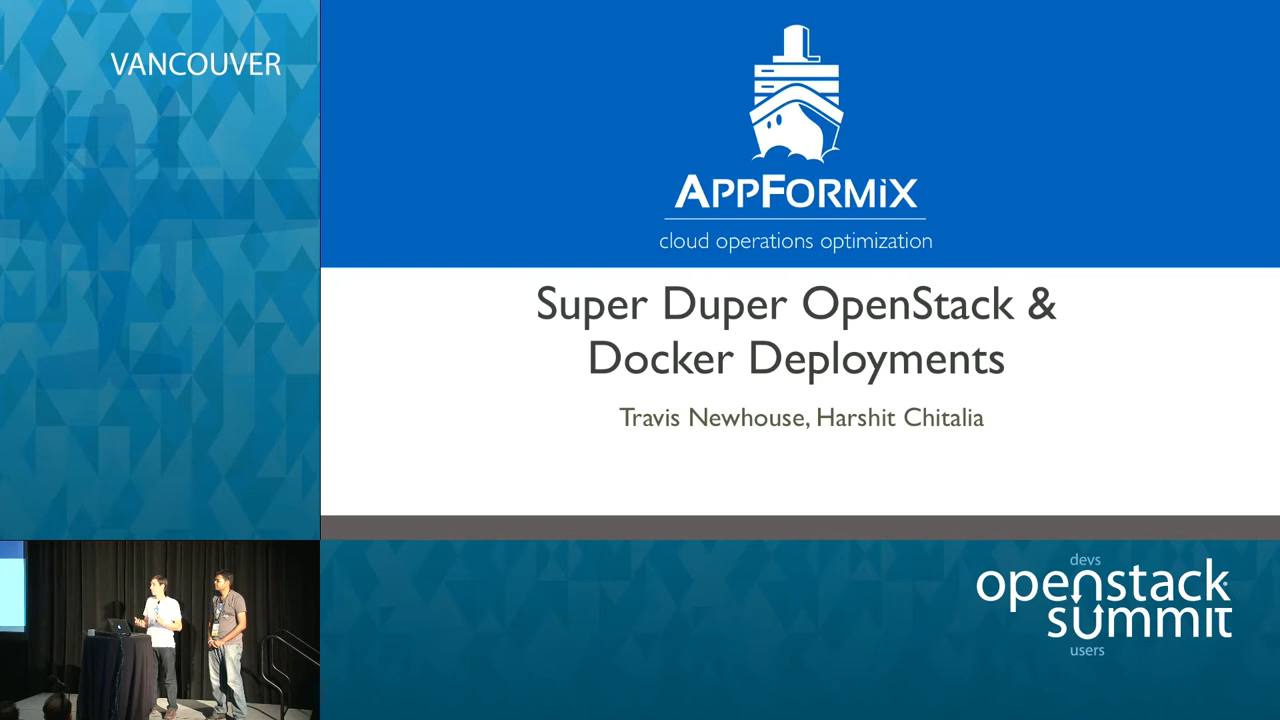 VANCOUVER
APPFORMIX
cloud operations optimization
Super Duper OpenStack &
Docker Deployments
Travis Newhouse, Harshit Chitalia
devs
openstack
summit
users